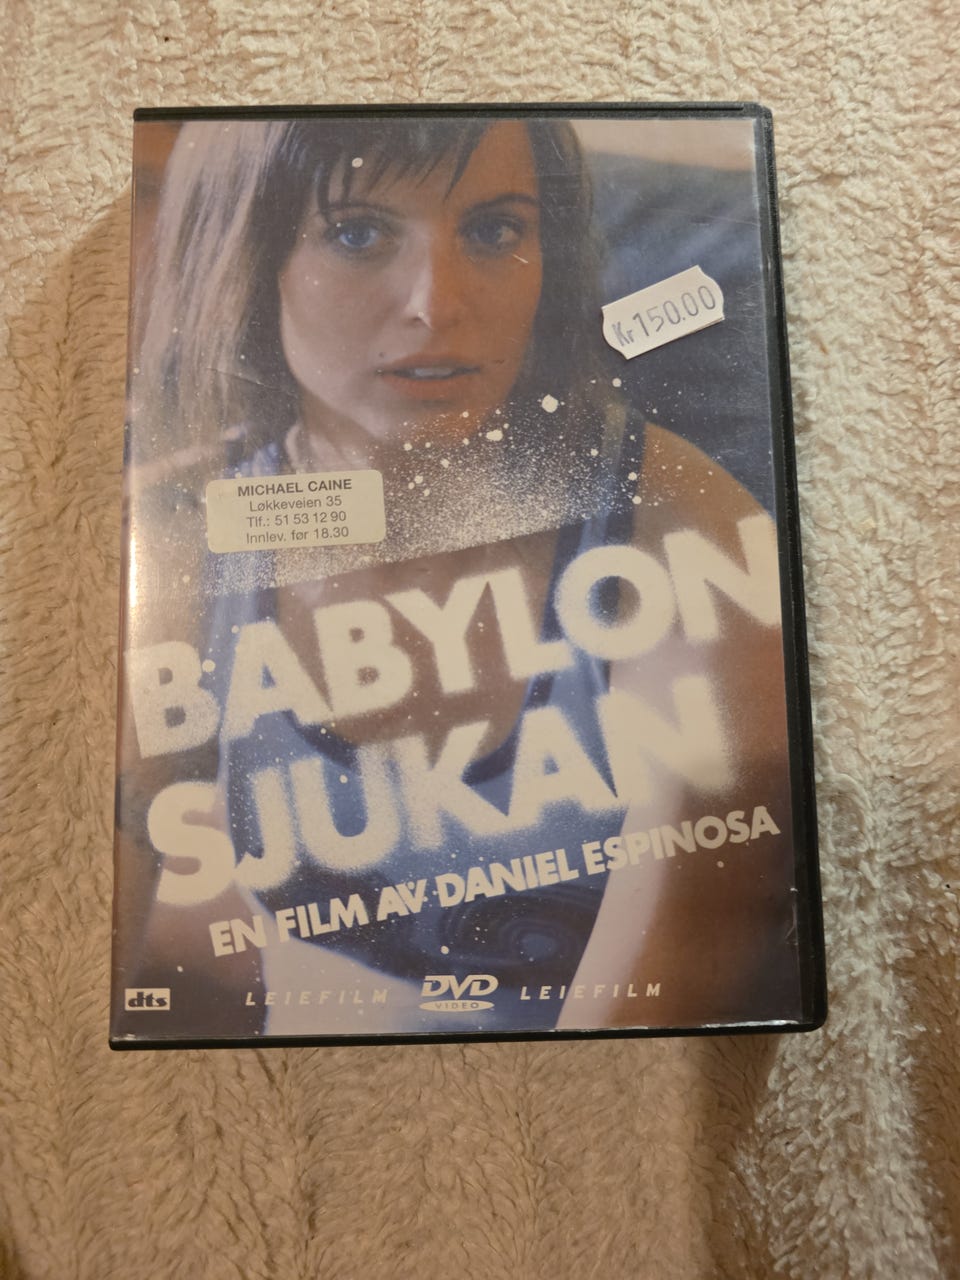 Kr 150.00
MICHAEL CAINE
Løkkeveien 35
Tlf.: 51 53 12 90
Innlev. før 18.30
BABYLON
SJUKAN
EN FILM AV DANIEL ESPINOSA
dts
LEIEFILM DVD VIDEO LEIEFILM